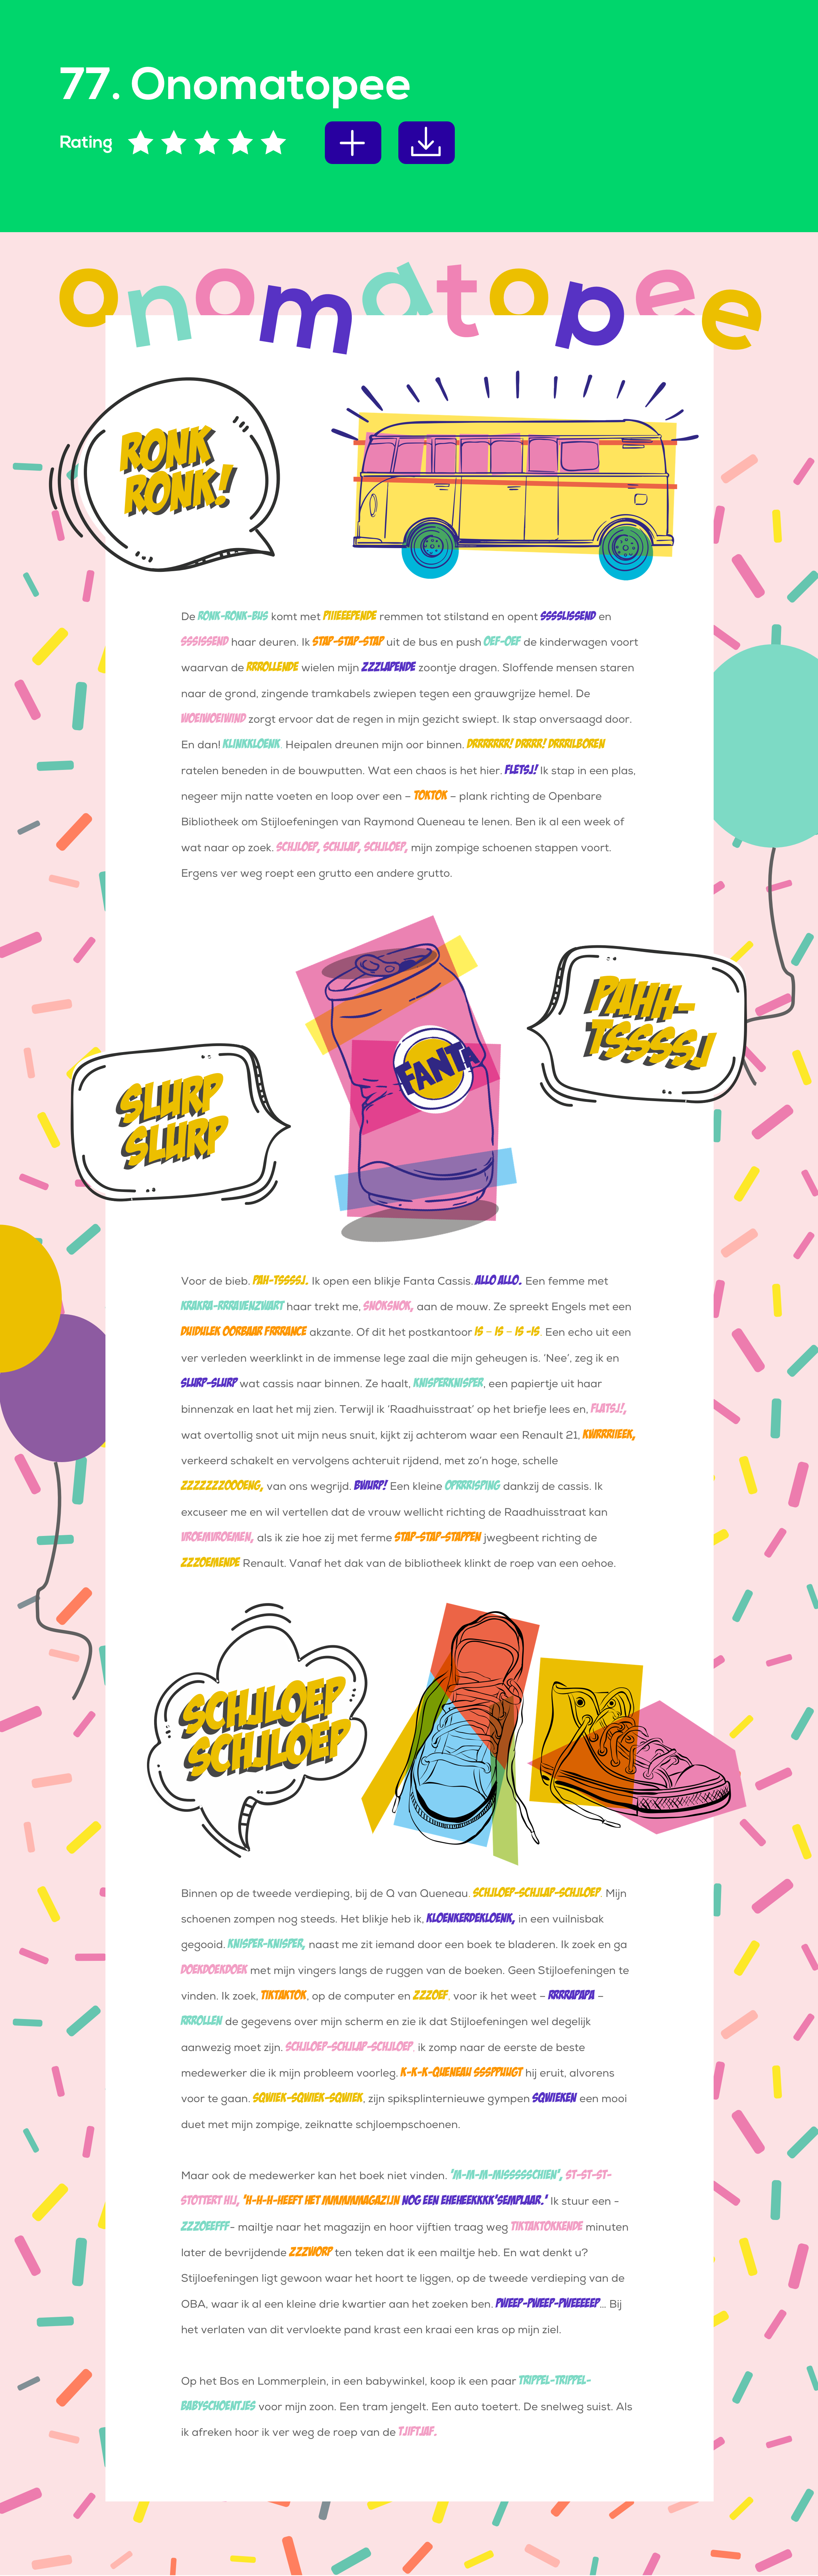 77. Onomatopee
Rating
onomatopee
RONK
RONK!
De RONK-RONK-BUS komt met PIIIEEEPENDE remmen tot stilstand en opent SSSSLISSEND en
SSSISSEND haar deuren. Ik STAP-STAP-STAP uit de bus en push OEF-OEF de kinderwagen voort
waarvan de RRROLLENDE wielen mijn ZZZLAPENDE zoontje dragen. Sloffende mensen staren
naar de grond, zingende tramkabels zwiepen tegen een grauwgrijze hemel. De
WOEIWOEIWIND zorgt ervoor dat de regen in mijn gezicht swiept. Ik stap onversaagd door.
En dan! KLINKKLOENK. Heipalen dreunen mijn oor binnen. DRRRRRRR! DRRRR! DRRRILBOREN
ratelen beneden in de bouwputten. Wat een chaos is het hier. FLETSJ! Ik stap in een plas,
negeer mijn natte voeten en loop over een – TOKTOK – plank richting de Openbare
Bibliotheek om Stijloefeningen van Raymond Queneau te lenen. Ben ik al een week of
wat naar op zoek. SCHJLOEP, SCHJLAP, SCHJLOEP, mijn zompige schoenen stappen voort.
Ergens ver weg roept een grutto een andere grutto.
PAHH-
TSSSSJ
FANTA
SLURP
SLURP
Voor de bieb. PAH-TSSSSJ. Ik open een blikje Fanta Cassis. ALLO ALLO. Een femme met
KRAKRA-RRRAVENZWART haar trekt me, SNOKSNOK, aan de mouw. Ze spreekt Engels met een
DUIDULEK OORBAAR FRRRANCE akzante. Of dit het postkantoor IS – IS – IS -IS. Een echo uit een
ver verleden weerklinkt in de immense lege zaal die mijn geheugen is. ‘Nee’, zeg ik en
SLURP-SLURP wat cassis naar binnen. Ze haalt, KNISPERKNISPER, een papiertje uit haar
binnenzak en laat het mij zien. Terwijl ik ‘Raadhuisstraat’ op het briefje lees en, FLATSJ!,
wat overtollig snot uit mijn neus snuit, kijkt zij achterom waar een Renault 21, KWRRRIIEEK,
verkeerd schakelt en vervolgens achteruit rijdend, met zo’n hoge, schelle
ZZZZZZZOOOENG, van ons wegrijd. BWURP! Een kleine OPRRRISPING dankzij de cassis. Ik
excuseer me en wil vertellen dat de vrouw wellicht richting de Raadhuisstraat kan
VROEMVROEMEN, als ik zie hoe zij met ferme STAP-STAP-STAPPEN jwegbeent richting de
ZZZOEMENDE Renault. Vanaf het dak van de bibliotheek klinkt de roep van een oehoe.
SCHJLOEP
SCHJLOEP
Binnen op de tweede verdieping, bij de Q van Queneau. SCHJLOEP-SCHJLAP-SCHJLOEP. Mijn
schoenen zompen nog steeds. Het blikje heb ik, KLOENKERDEKLOENK, in een vuilnisbak
gegooid. KNISPER-KNISPER, naast me zit iemand door een boek te bladeren. Ik zoek en ga
DOEKDOEKDOEK met mijn vingers langs de ruggen van de boeken. Geen Stijloefeningen te
vinden. Ik zoek, TIKTAKTOK, op de computer en ZZZOEF. voor ik het weet – RRRRAPAPA –
RRROLLEN de gegevens over mijn scherm en zie ik dat Stijloefeningen wel degelijk
aanwezig moet zijn. SCHJLOEP-SCHJLAP-SCHJLOEP. ik zomp naar de eerste de beste
medewerker die ik mijn probleem voorleg. K-K-K-QUENEAU SSSPPUUGT hij eruit, alvorens
voor te gaan. SQWIEK-SQWIEK-SQWIEK, zijn spiksplinternieuwe gympen SQWIEKEN een mooi
duet met mijn zompige, zeiknatte schjloempschoenen.
Maar ook de medewerker kan het boek niet vinden. ‘M-M-M-MISSSSSCHIEN’, ST-ST-ST-
STOTTERT HIJ, ‘H-H-H-HEEFT HET MMMMMAGAZIJN NOG EEN EHEHEEKKKK’SEMPLAAR.’ Ik stuur een -
ZZZOEEFFF- mailtje naar het magazijn en hoor vijftien traag weg TIKTAKTOKKENDE minuten
later de bevrijdende ZZZWORP ten teken dat ik een mailtje heb. En wat denkt u?
Stijloefeningen ligt gewoon waar het hoort te liggen, op de tweede verdieping van de
OBA, waar ik al een kleine drie kwartier aan het zoeken ben. PWEEP-PWEEP-PWEEEEEP... Bij
het verlaten van dit vervloekte pand krast een kraai een kras op mijn ziel.
Op het Bos en Lommerplein, in een babywinkel, koop ik een paar TRIPPEL-TRIPPEL-
BABYSCHOENTJES voor mijn zoon. Een tram jengelt. Een auto toetert. De snelweg suist. Als
ik afreken hoor ik ver weg de roep van de TJIFTJAF.